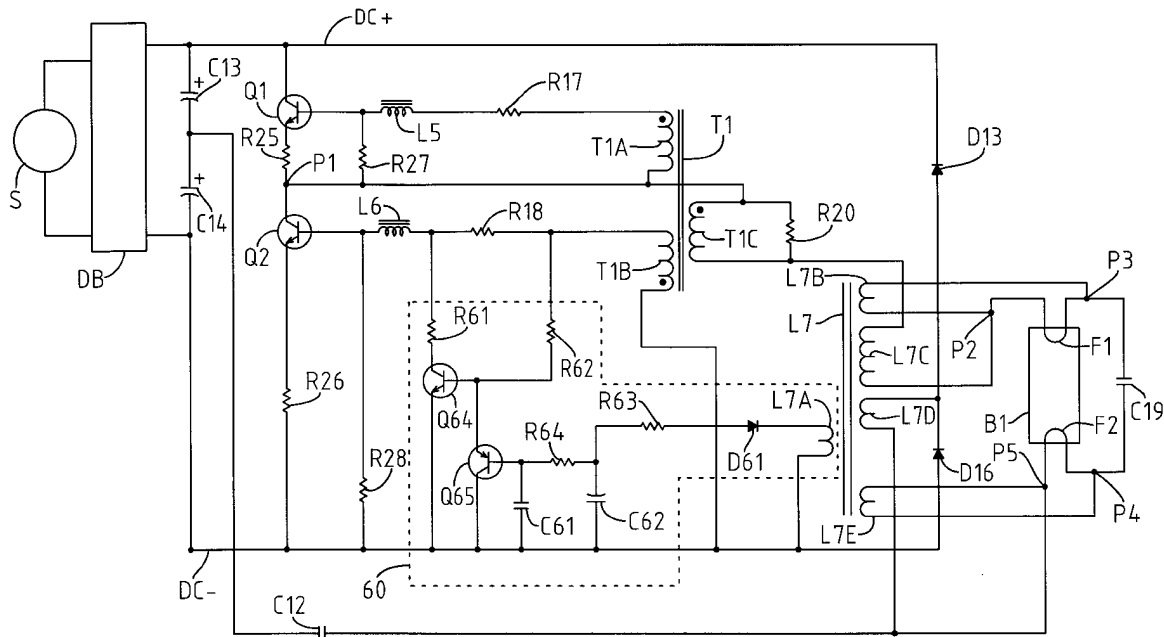 DC+
C13
+
Q1
R17
L5
T1
R25
R27
T1A
D13
P1
S
+
C14
L6
R18
R20
Q2
T1C
DB
T1B
L7B
P3
R61
R62
L7
P2
F1
L7C
R26
Q64
R63
L7A
C19
L7D
B1
F2
R64
D61
P5
D16
R28
Q65
C61
C62
P4
L7E
DC-
60
C12